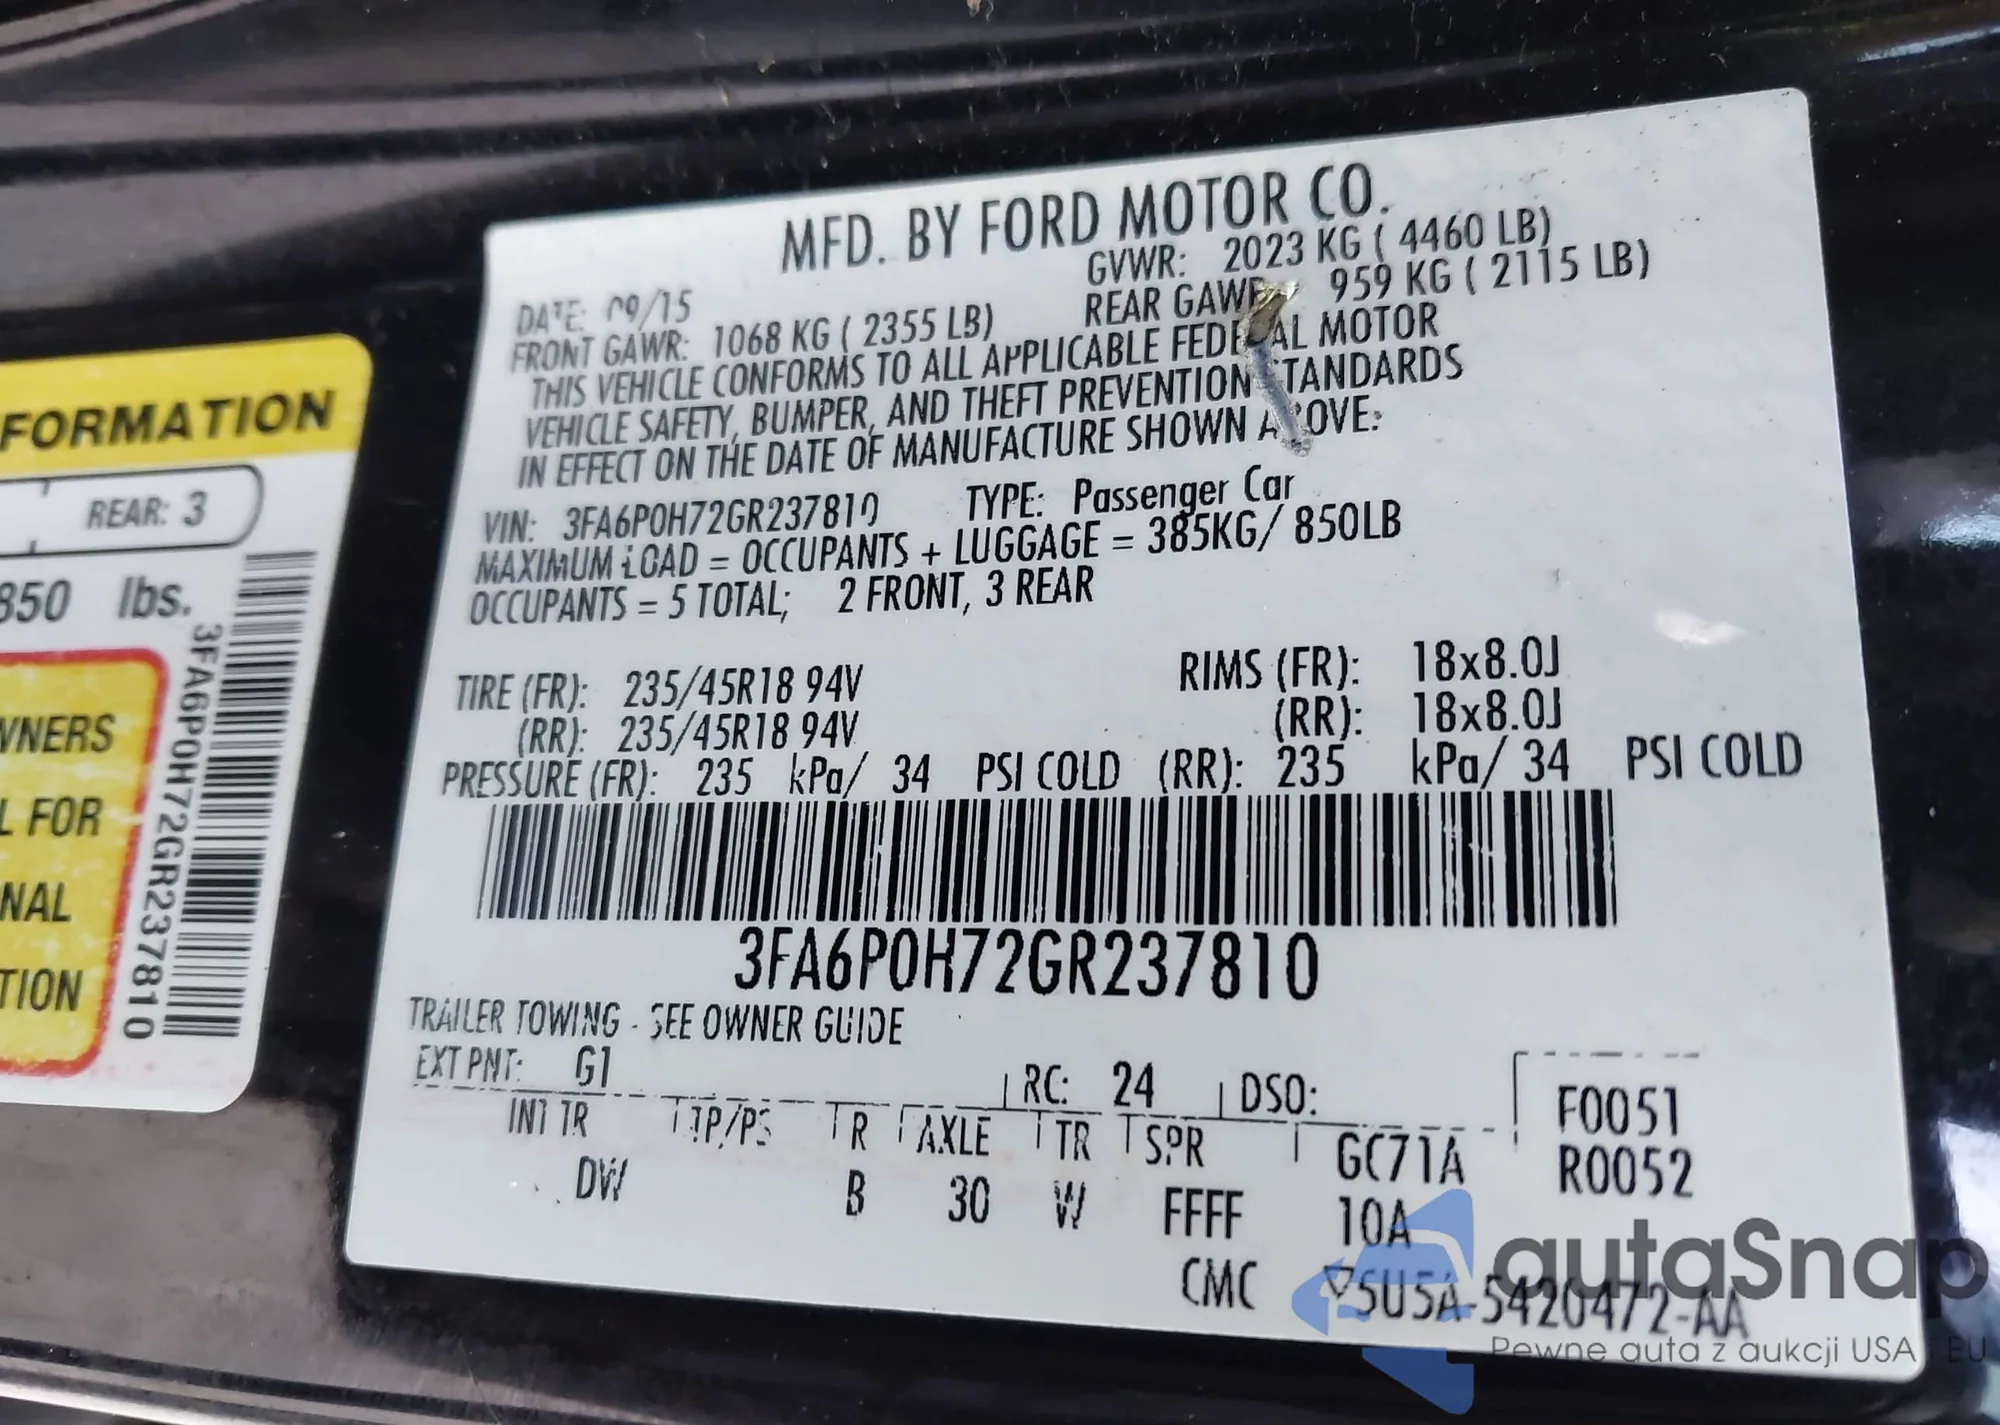 FORMATION
REAR: 3
850 lbs.
WNERS
L FOR
NAL
TION
3FA6P0H72GR237810
MFD. BY FORD MOTOR CO.
DATE: 09/15 GVWR: 2023 KG ( 4460 LB)
FRONT GAWR: 1068 KG ( 2355 LB) REAR GAWR: 959 KG ( 2115 LB)
THIS VEHICLE CONFORMS TO ALL APPLICABLE FEDERAL MOTOR
VEHICLE SAFETY, BUMPER, AND THEFT PREVENTION STANDARDS
IN EFFECT ON THE DATE OF MANUFACTURE SHOWN ABOVE:
VIN: 3FA6P0H72GR237810 TYPE: Passenger Car
MAXIMUM LOAD = OCCUPANTS + LUGGAGE = 385KG/ 850LB
OCCUPANTS = 5 TOTAL; 2 FRONT, 3 REAR
TIRE (FR): 235/45R18 94V RIMS (FR): 18x8.0J
(RR): 235/45R18 94V (RR): 18x8.0J
PRESSURE (FR): 235 kPa/ 34 PSI COLD (RR): 235 kPa/ 34 PSI COLD
3FA6P0H72GR237810
TRAILER TOWING - SEE OWNER GUIDE
EXT PNT: G1 RC: 24 DSO: F0051
INT TR TP/PS R AXLE TR SPR GC71A R0052
DW B 30 W FFFF 10A
CMC 5U5A-5420472-AA
autaSnap
Pewne auta z aukcji USA i EU